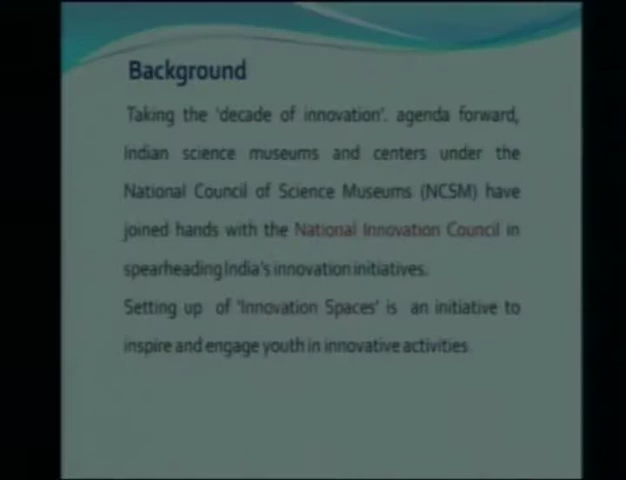 Background
Taking the 'decade of innovation'. agenda forward,
Indian science museums and centers under the
National Council of Science Museums (NCSM) have
joined hands with the National Innovation Council in
spearheading India's innovation initiatives.
Setting up of 'Innovation Spaces' is an initiative to
inspire and engage youth in innovative activities